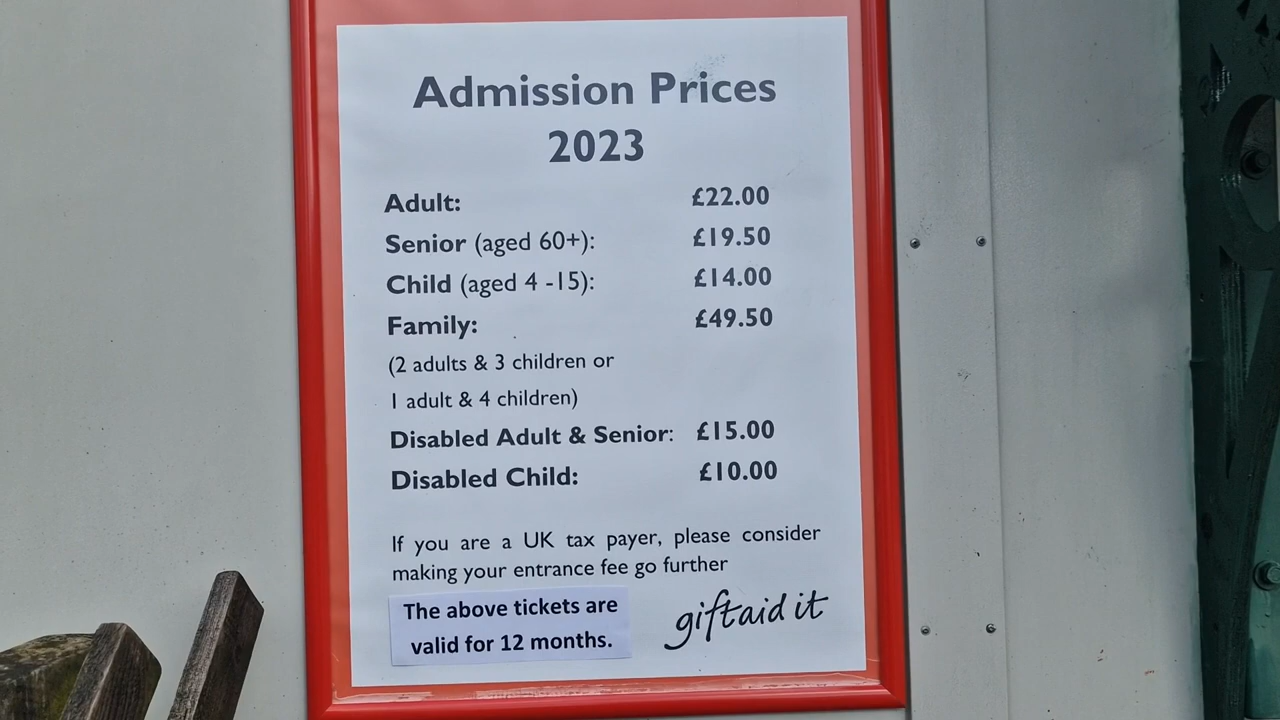 Admission Prices
2023
Adult: £22.00
Senior (aged 60+): £19.50
Child (aged 4 -15): £14.00
Family: £49.50
(2 adults & 3 children or
1 adult & 4 children)
Disabled Adult & Senior: £15.00
Disabled Child: £10.00
If you are a UK tax payer, please consider
making your entrance fee go further
The above tickets are
valid for 12 months.
giftaid it